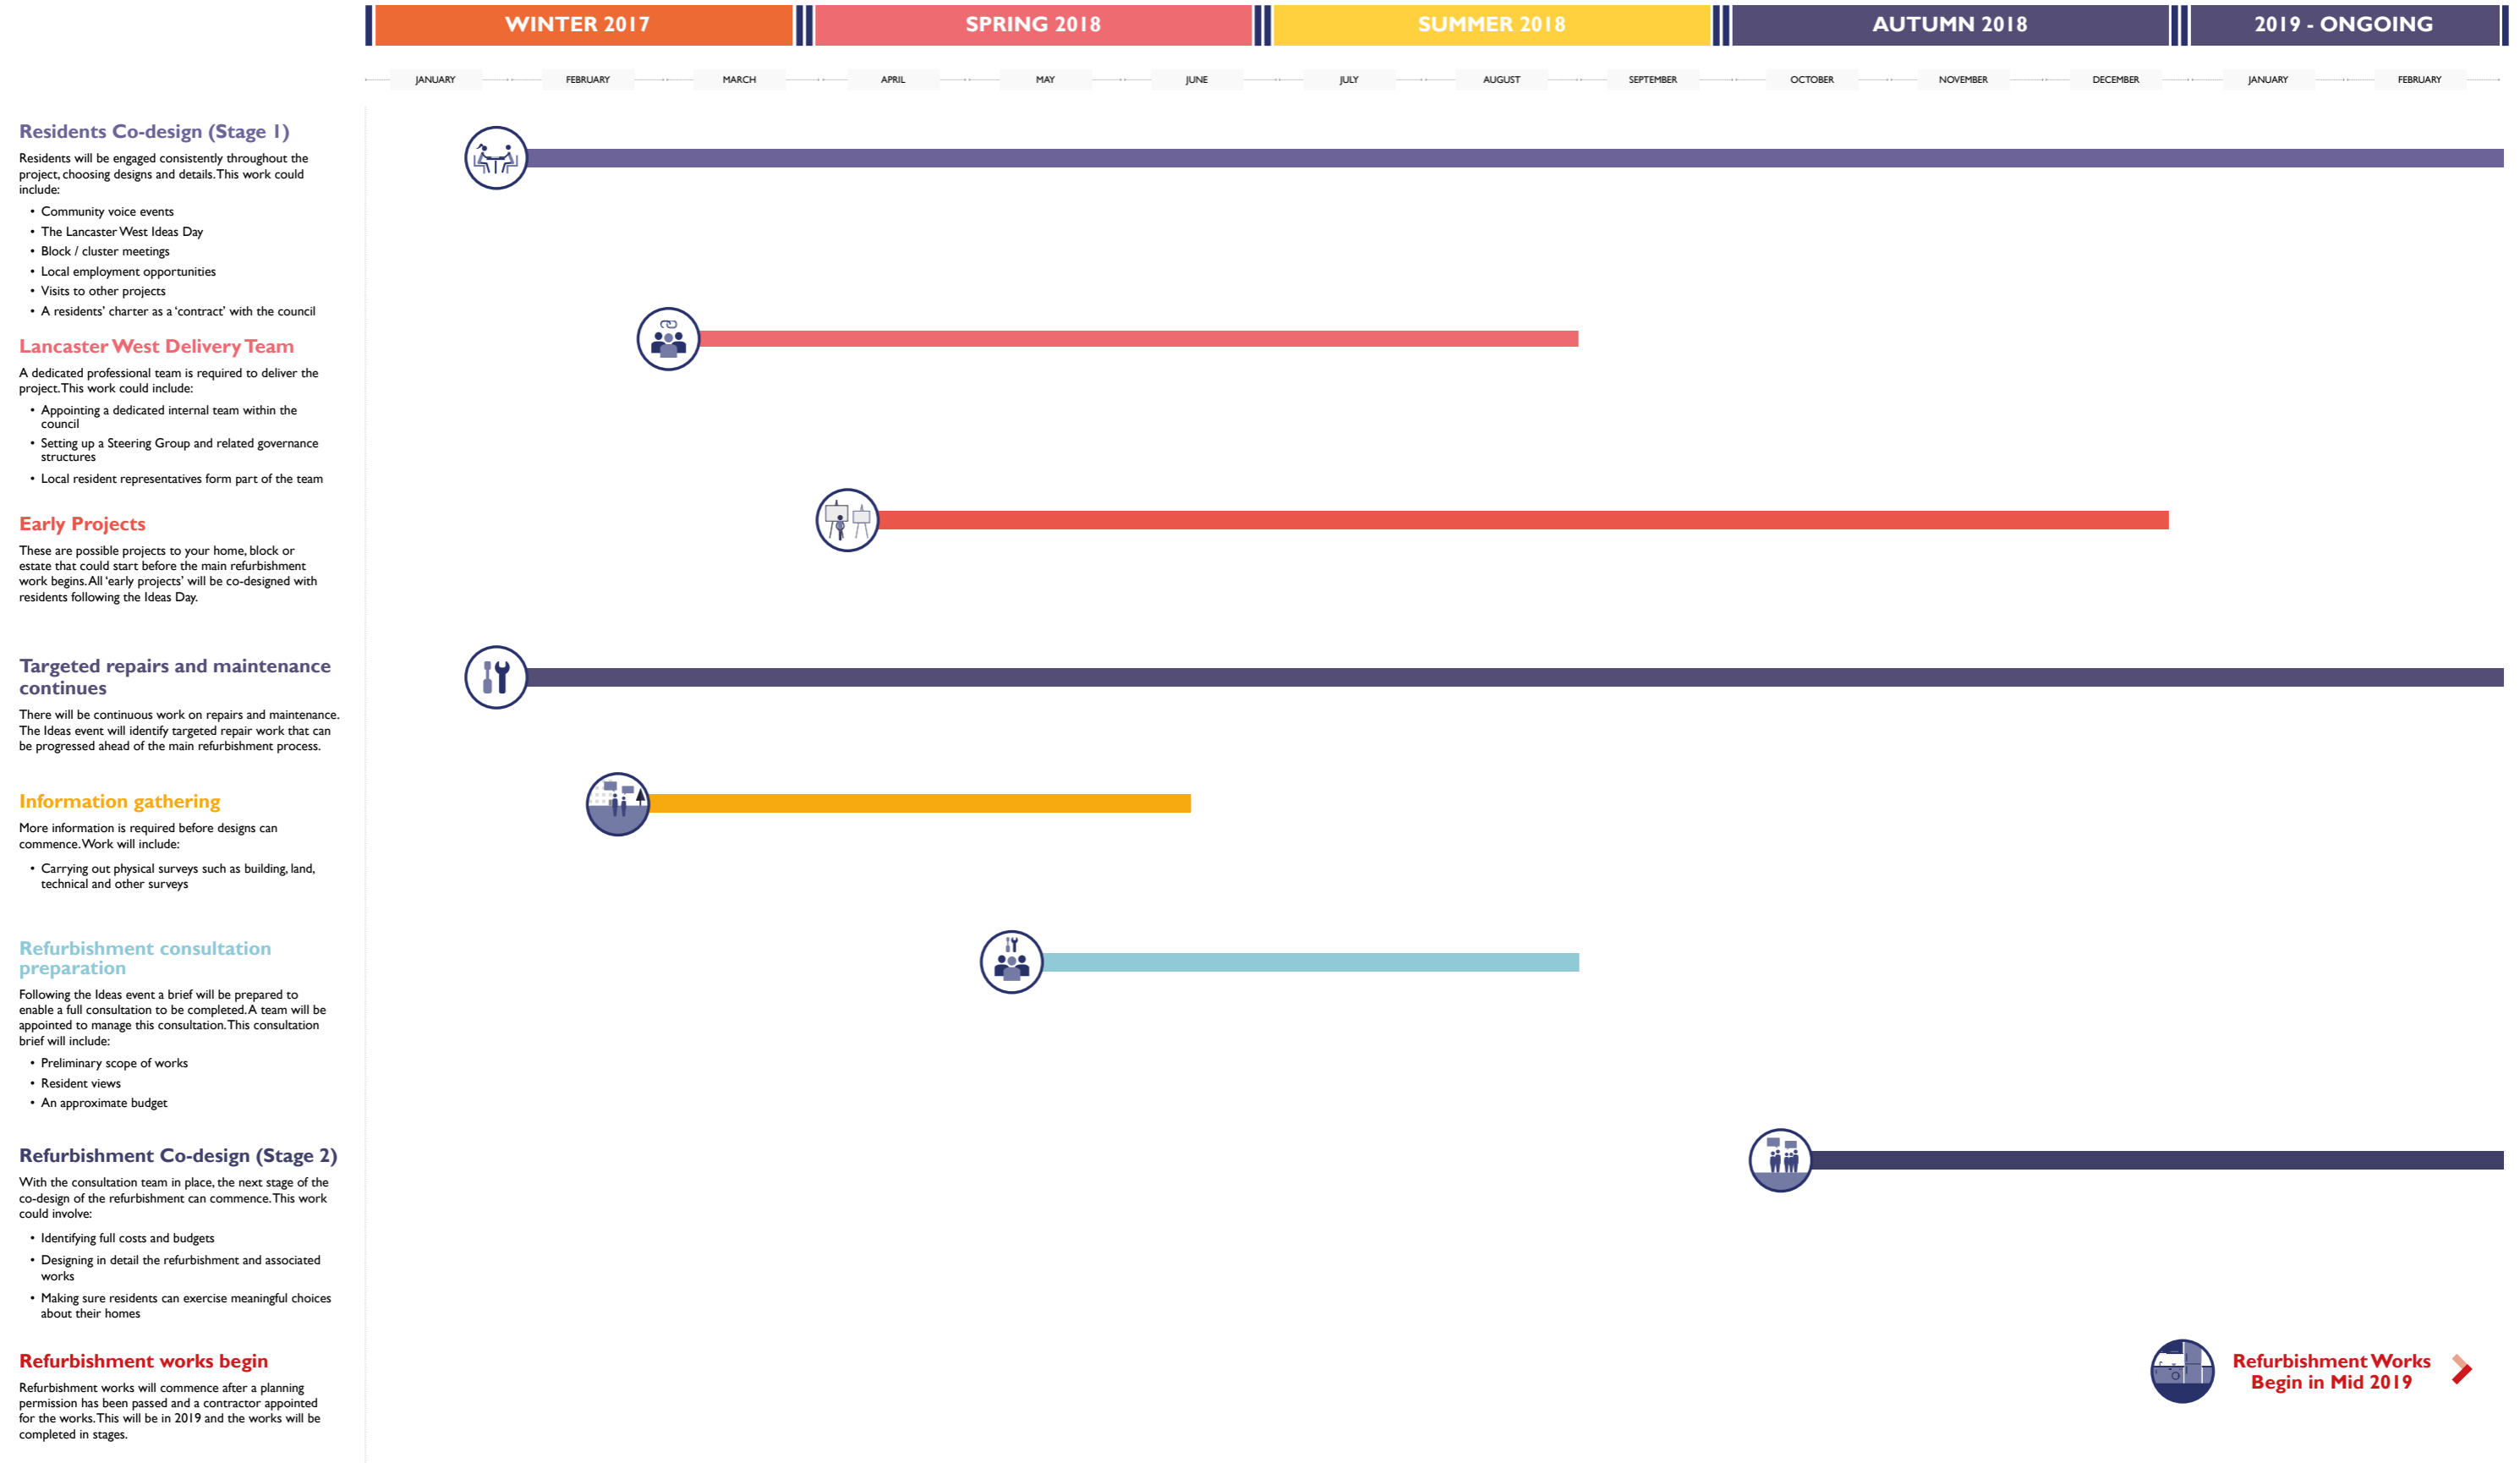 WINTER 2017
SPRING 2018
SUMMER 2018
AUTUMN 2018
2019 - ONGOING
JANUARY
FEBRUARY
MARCH
APRIL
MAY
JUNE
JULY
AUGUST
SEPTEMBER
OCTOBER
NOVEMBER
DECEMBER
JANUARY
FEBRUARY
Residents Co-design (Stage 1)
Residents will be engaged consistently throughout the
project, choosing designs and details. This work could
include:
• Community voice events
• The Lancaster West Ideas Day
• Block / cluster meetings
• Local employment opportunities
• Visits to other projects
• A residents’ charter as a ‘contract’ with the council
Lancaster West Delivery Team
A dedicated professional team is required to deliver the
project. This work could include:
• Appointing a dedicated internal team within the
council
• Setting up a Steering Group and related governance
structures
• Local resident representatives form part of the team
Early Projects
These are possible projects to your home, block or
estate that could start before the main refurbishment
work begins. All ‘early projects’ will be co-designed with
residents following the Ideas Day.
Targeted repairs and maintenance
continues
There will be continuous work on repairs and maintenance.
The Ideas event will identify targeted repair work that can
be progressed ahead of the main refurbishment process.
Information gathering
More information is required before designs can
commence. Work will include:
• Carrying out physical surveys such as building, land,
technical and other surveys
Refurbishment consultation
preparation
Following the Ideas event a brief will be prepared to
enable a full consultation to be completed. A team will be
appointed to manage this consultation. This consultation
brief will include:
• Preliminary scope of works
• Resident views
• An approximate budget
Refurbishment Co-design (Stage 2)
With the consultation team in place, the next stage of the
co-design of the refurbishment can commence. This work
could involve:
• Identifying full costs and budgets
• Designing in detail the refurbishment and associated
works
• Making sure residents can exercise meaningful choices
about their homes
Refurbishment works begin
Refurbishment works will commence after a planning
permission has been passed and a contractor appointed
for the works. This will be in 2019 and the works will be
completed in stages.
Refurbishment Works
Begin in Mid 2019